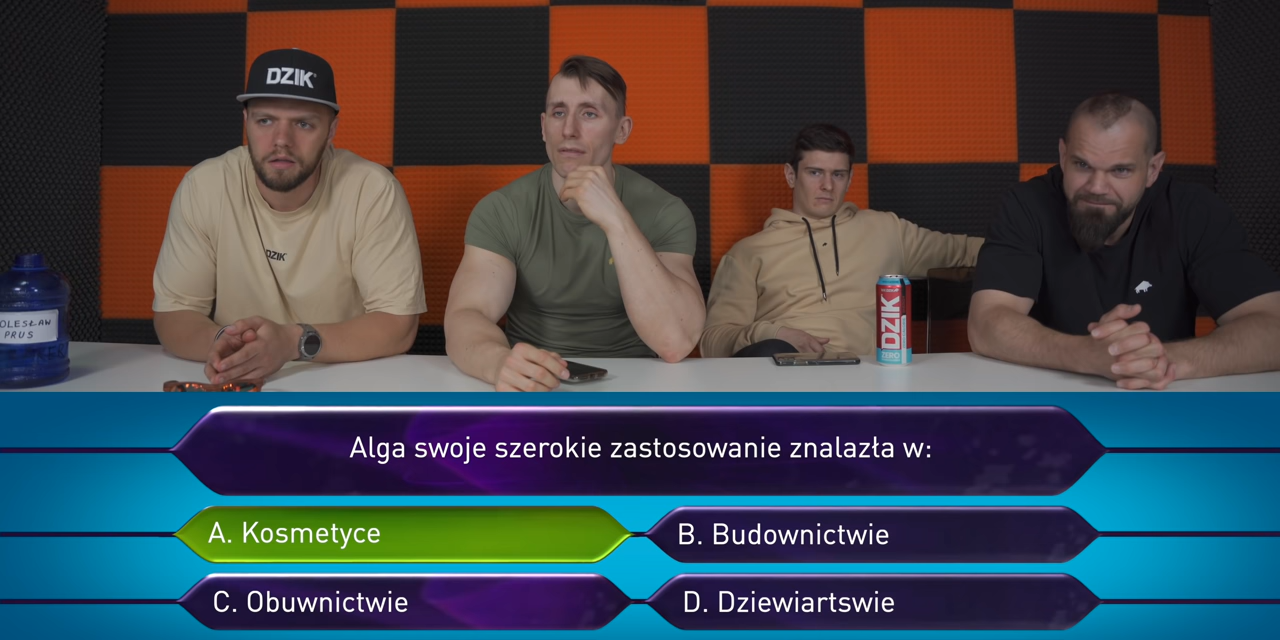 DZIK
DZIK
OLESŁAW
PRUS
DZIK
ZERO
Alga swoje szerokie zastosowanie znalazła w:
A. Kosmetyce
B. Budownictwie
C. Obuwnictwie
D. Dziewiartswie